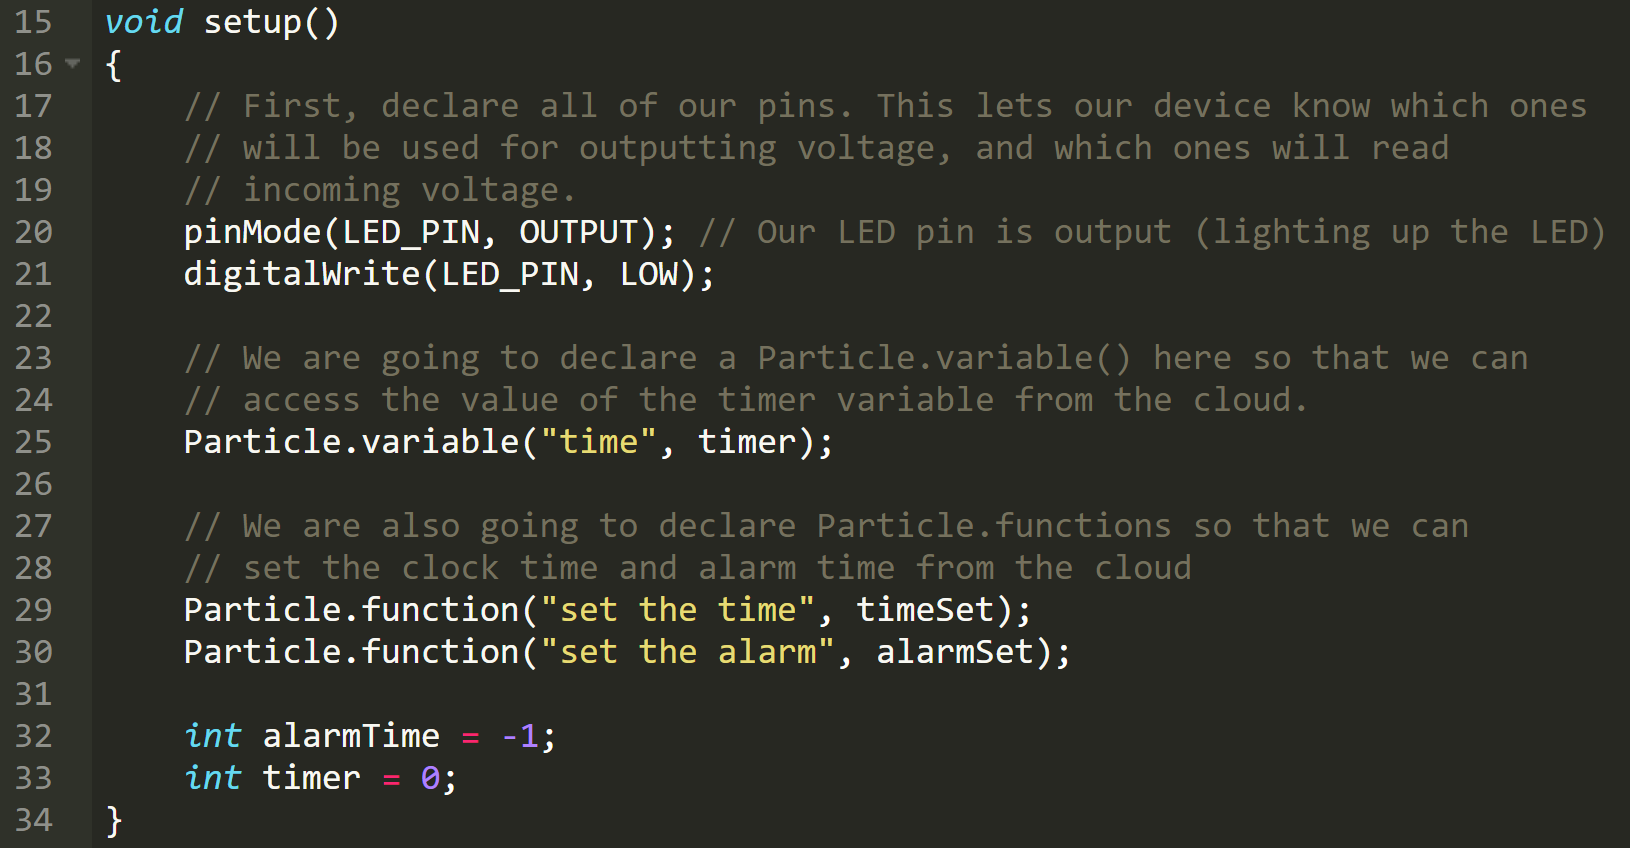 15 void setup()
16 {
17     // First, declare all of our pins. This lets our device know which ones
18     // will be used for outputting voltage, and which ones will read
19     // incoming voltage.
20     pinMode(LED_PIN, OUTPUT); // Our LED pin is output (lighting up the LED)
21     digitalWrite(LED_PIN, LOW);
22
23     // We are going to declare a Particle.variable() here so that we can
24     // access the value of the timer variable from the cloud.
25     Particle.variable("time", timer);
26
27     // We are also going to declare Particle.functions so that we can
28     // set the clock time and alarm time from the cloud
29     Particle.function("set the time", timeSet);
30     Particle.function("set the alarm", alarmSet);
31
32     int alarmTime = -1;
33     int timer = 0;
34 }